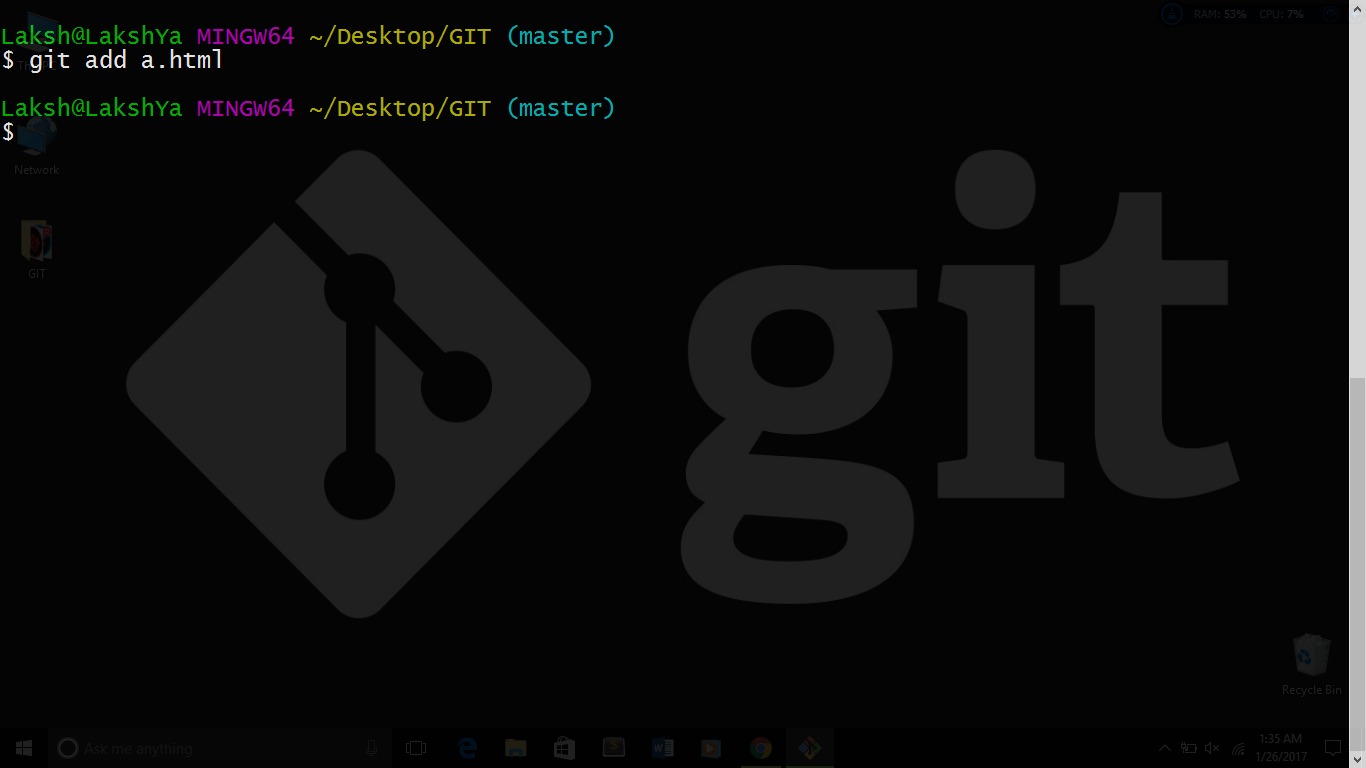 RAM: 53% CPU: 7%
Laksh@LakshYa MINGW64 ~/Desktop/GIT (master)
$ git add a.html
Laksh@LakshYa MINGW64 ~/Desktop/GIT (master)
$
Network
GIT
git
Recycle Bin
Ask me anything
1:35 AM
1/26/2017